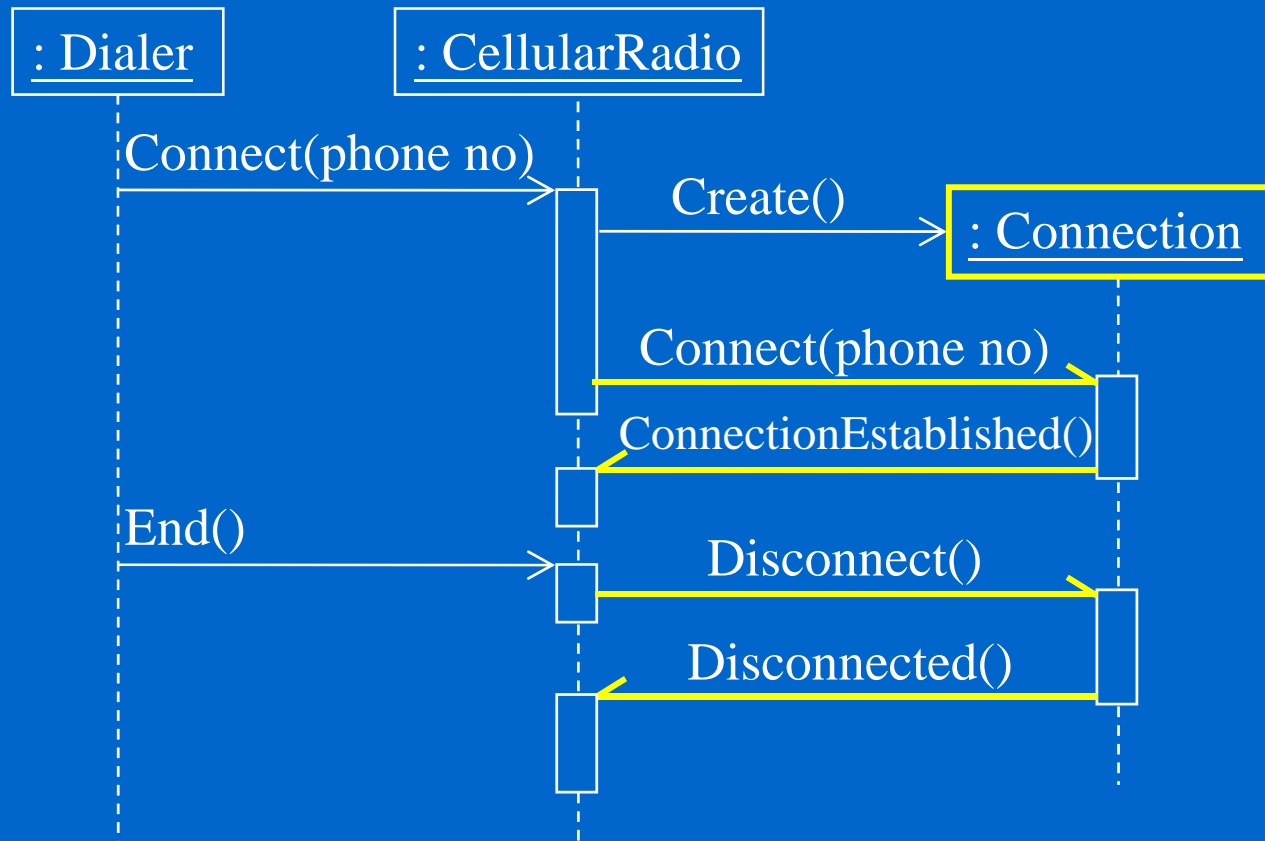 : Dialer
: CellularRadio
Connect(phone no)
Create()
: Connection
Connect(phone no)
ConnectionEstablished()
End()
Disconnect()
Disconnected()